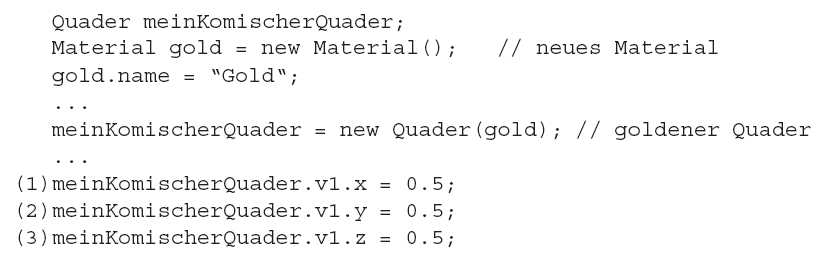 Quader meinKomischerQuader;
Material gold = new Material();   // neues Material
gold.name = “Gold“;
...
meinKomischerQuader = new Quader(gold); // goldener Quader
...
(1)meinKomischerQuader.v1.x = 0.5;
(2)meinKomischerQuader.v1.y = 0.5;
(3)meinKomischerQuader.v1.z = 0.5;